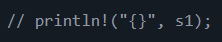 // println!("{}", s1);